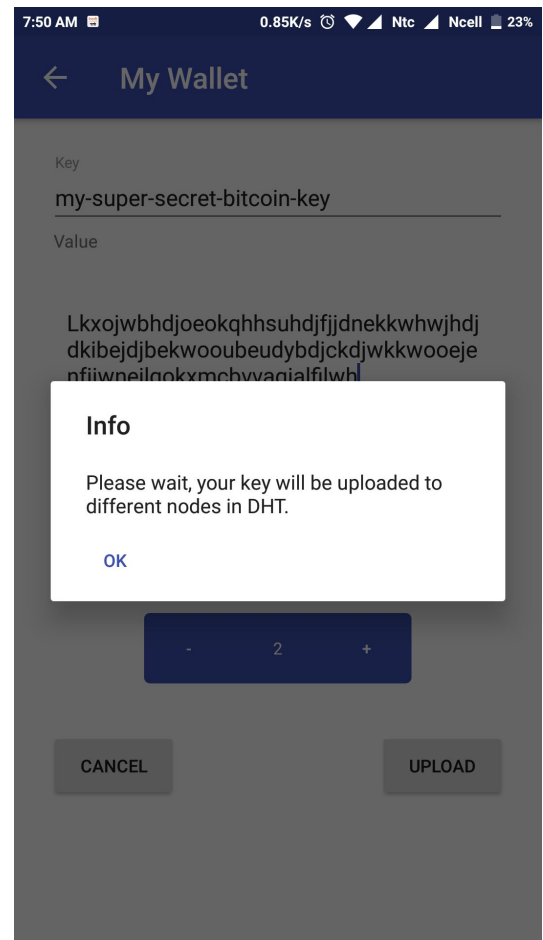 7:50 AM 0.85K/s Ntc Ncell 23%
My Wallet
Key
my-super-secret-bitcoin-key
Value
Lkxojwbhdjoeokqhhsuhdjfjjdnekkwhwjhdj
dkibejdjbekwooubeudybdjckdjwkkwooeje
Info
Please wait, your key will be uploaded to
different nodes in DHT.
OK
- 2 +
CANCEL UPLOAD